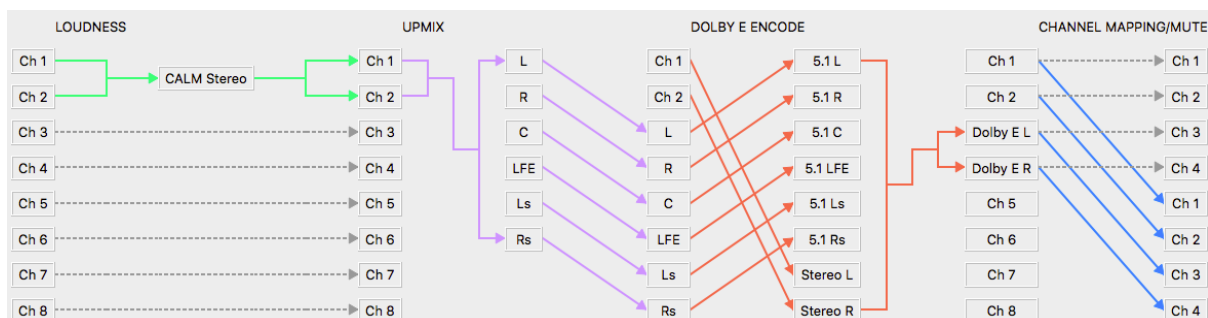 LOUDNESS UPMIX DOLBY E ENCODE CHANNEL MAPPING/MUTE
Ch 1 CALM Stereo Ch 1 L Ch 1 5.1 L Ch 1 Ch 1
Ch 2 Ch 2 R Ch 2 5.1 R Ch 2 Ch 2
Ch 3 Ch 3 C L 5.1 C Dolby E L Ch 3
Ch 4 Ch 4 LFE R 5.1 LFE Dolby E R Ch 4
Ch 5 Ch 5 Ls C 5.1 Ls Ch 5 Ch 1
Ch 6 Ch 6 Rs LFE 5.1 Rs Ch 6 Ch 2
Ch 7 Ch 7 Ls Stereo L Ch 7 Ch 3
Ch 8 Ch 8 Rs Stereo R Ch 8 Ch 4